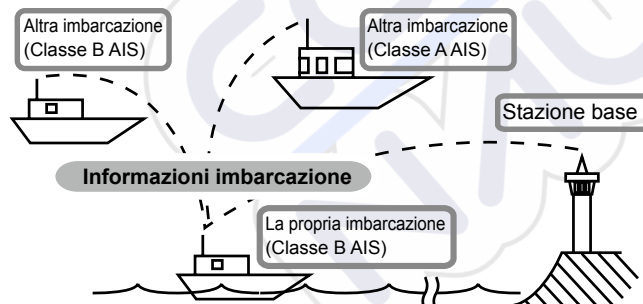 Altra imbarcazione
(Classe B AIS)
Altra imbarcazione
(Classe A AIS)
Stazione base
Informazioni imbarcazione
La propria imbarcazione
(Classe B AIS)